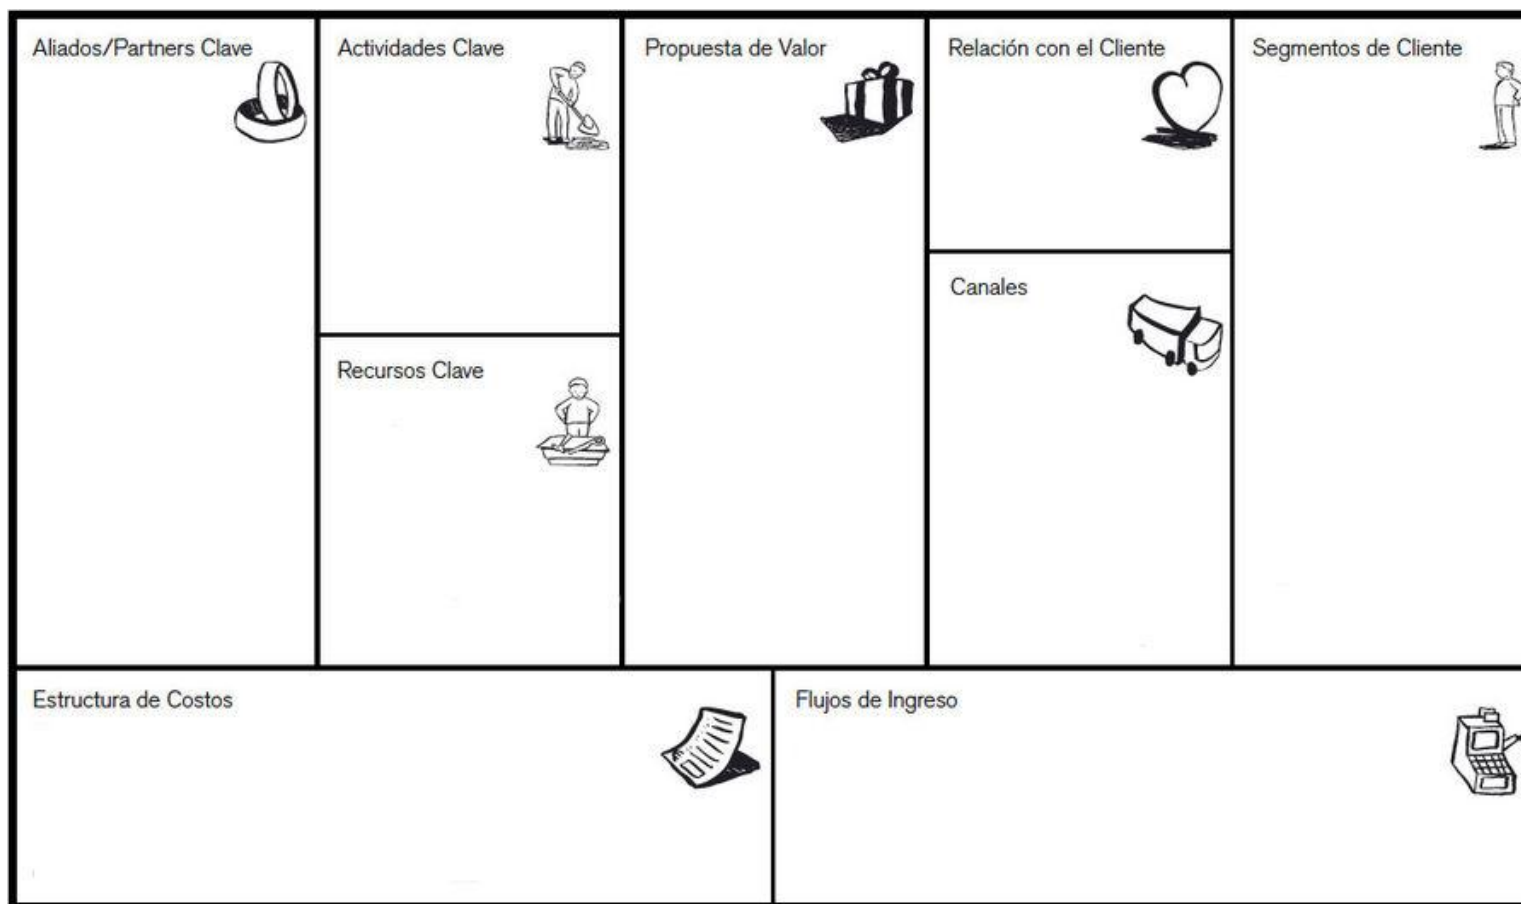 Aliados/Partners Clave
Actividades Clave
Recursos Clave
Propuesta de Valor
Relación con el Cliente
Canales
Segmentos de Cliente
Estructura de Costos
Flujos de Ingreso